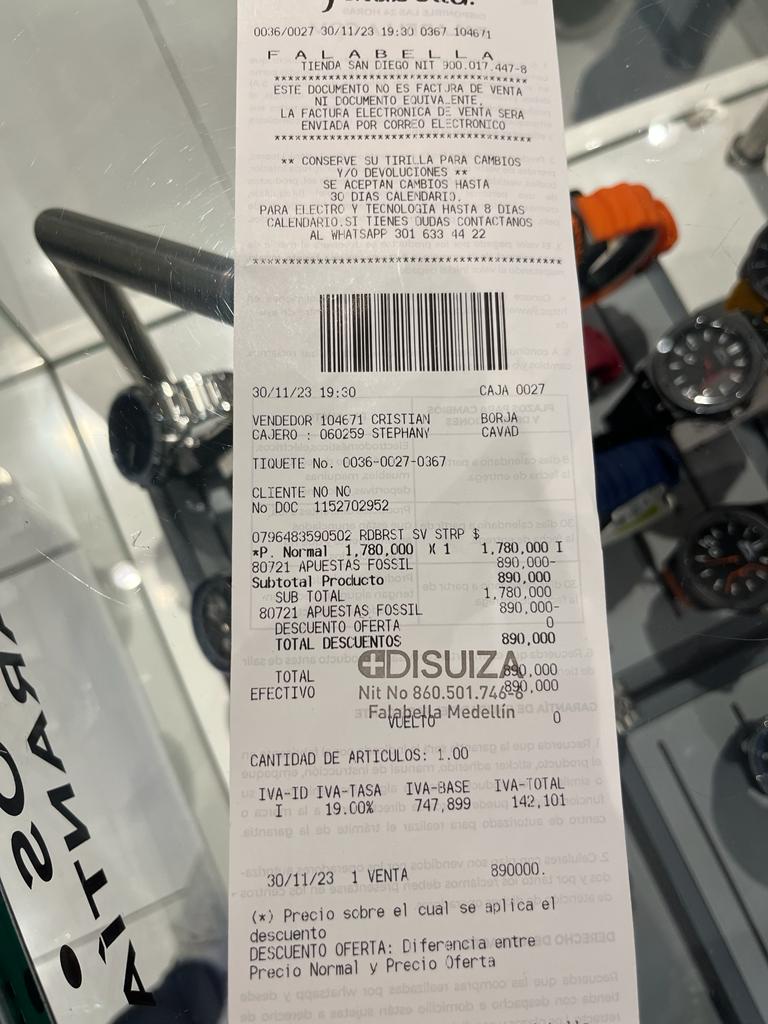 0036/0027 30/11/23 19:30 0367 104671
F A L A B E L L A
TIENDA SAN DIEGO NIT 900.017.447-8
********************************************
ESTE DOCUMENTO NO ES FACTURA DE VENTA
NI DOCUMENTO EQUIVALENTE,
LA FACTURA ELECTRONICA DE VENTA SERA
ENVIADA POR CORREO ELECTRONICO
********************************************
** CONSERVE SU TIRILLA PARA CAMBIOS
Y/O DEVOLUCIONES **
SE ACEPTAN CAMBIOS HASTA
30 DIAS CALENDARIO.
PARA ELECTRO Y TECNOLOGIA HASTA 8 DIAS
CALENDARIO.SI TIENES DUDAS CONTACTANOS
AL WHATSAPP 301 633 44 22
********************************************
30/11/23 19:30 CAJA 0027
VENDEDOR 104671 CRISTIAN BORJA
CAJERO : 060259 STEPHANY CAVAD
TIQUETE No. 0036-0027-0367
CLIENTE NO NO
No DOC 1152702952
0796483590502 RDBRST SV STRP $
*P. Normal 1,780,000 X 1 1,780,000 I
80721 APUESTAS FOSSIL 890,000-
Subtotal Producto 890,000
SUB TOTAL 1,780,000
80721 APUESTAS FOSSIL 890,000-
DESCUENTO OFERTA 0
TOTAL DESCUENTOS 890,000
DISUIZA
TOTAL 890,000
EFECTIVO 890,000
Nit No 860.501.746-8
Falabella Medellín
VUELTO 0
CANTIDAD DE ARTICULOS: 1.00
IVA-ID IVA-TASA IVA-BASE IVA-TOTAL
I 19.00% 747,899 142,101
30/11/23 1 VENTA 890000.
(*) Precio sobre el cual se aplica el
descuento
DESCUENTO OFERTA: Diferencia entre
Precio Normal y Precio Oferta